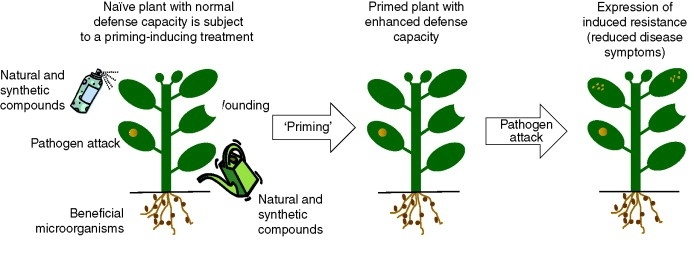 Naïve plant with normal
defense capacity is subject
to a priming-inducing treatment
Natural and
synthetic
compounds
ounding
Pathogen attack
Natural and
synthetic
compounds
Beneficial
microorganisms
‘Priming’
Primed plant with
enhanced defense
capacity
Pathogen
attack
Expression of
induced resistance
(reduced disease
symptoms)